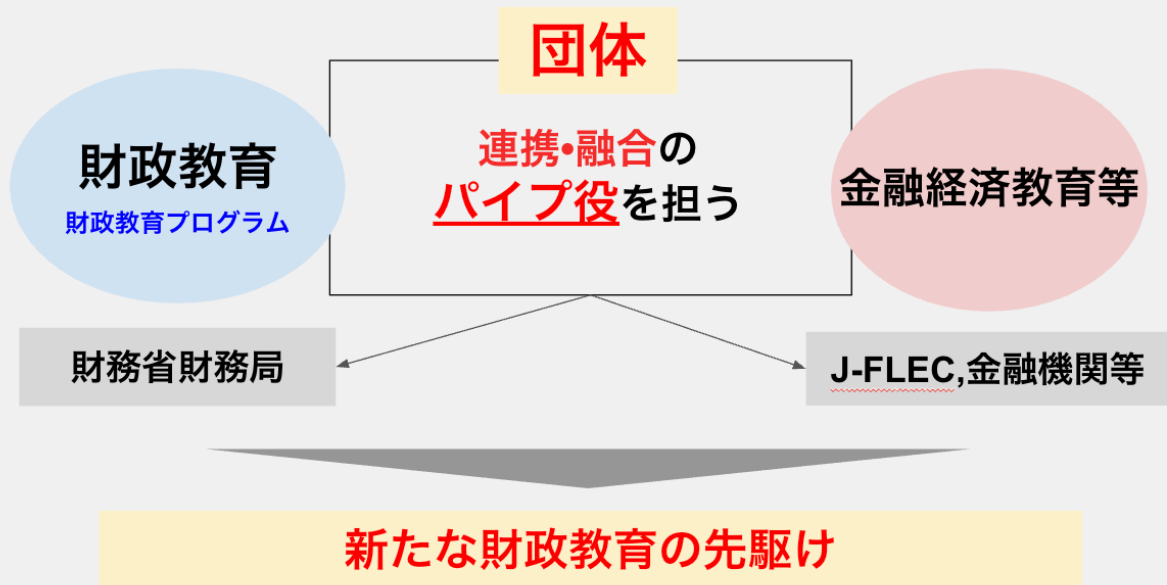 団体
連携・融合の
パイプ役を担う
財政教育
財政教育プログラム
金融経済教育等
財務省財務局
J-FLEC,金融機関等
新たな財政教育の先駆け